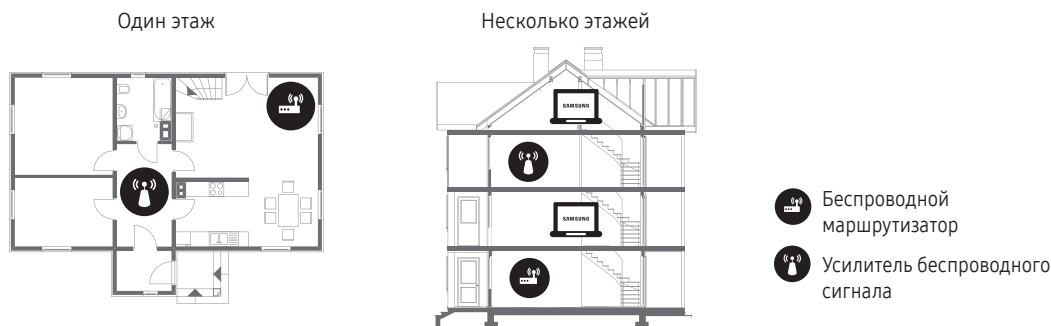 Один этаж
Несколько этажей
SAMSUNG
SAMSUNG
Беспроводной
маршрутизатор
Усилитель беспроводного
сигнала